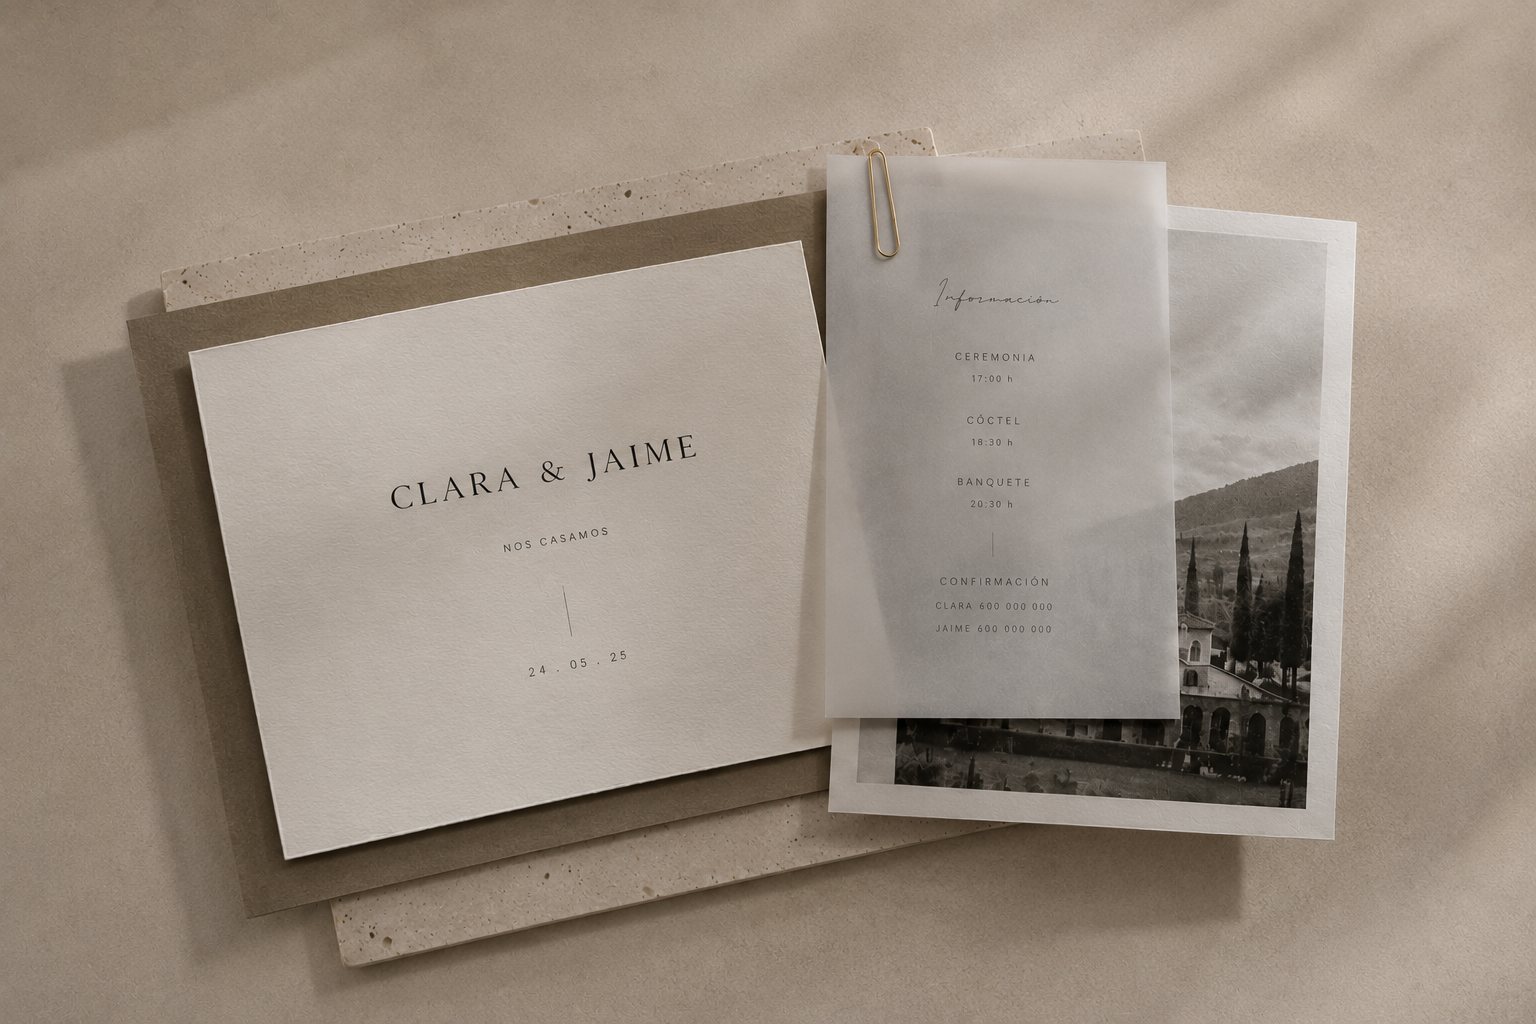 CLARA & JAIME
NOS CASAMOS
24 . 05 . 25
Información
CEREMONIA
17:00 h
CÓCTEL
18:30 h
BANQUETE
20:30 h
CONFIRMACIÓN
CLARA 600 000 000
JAIME 600 000 000